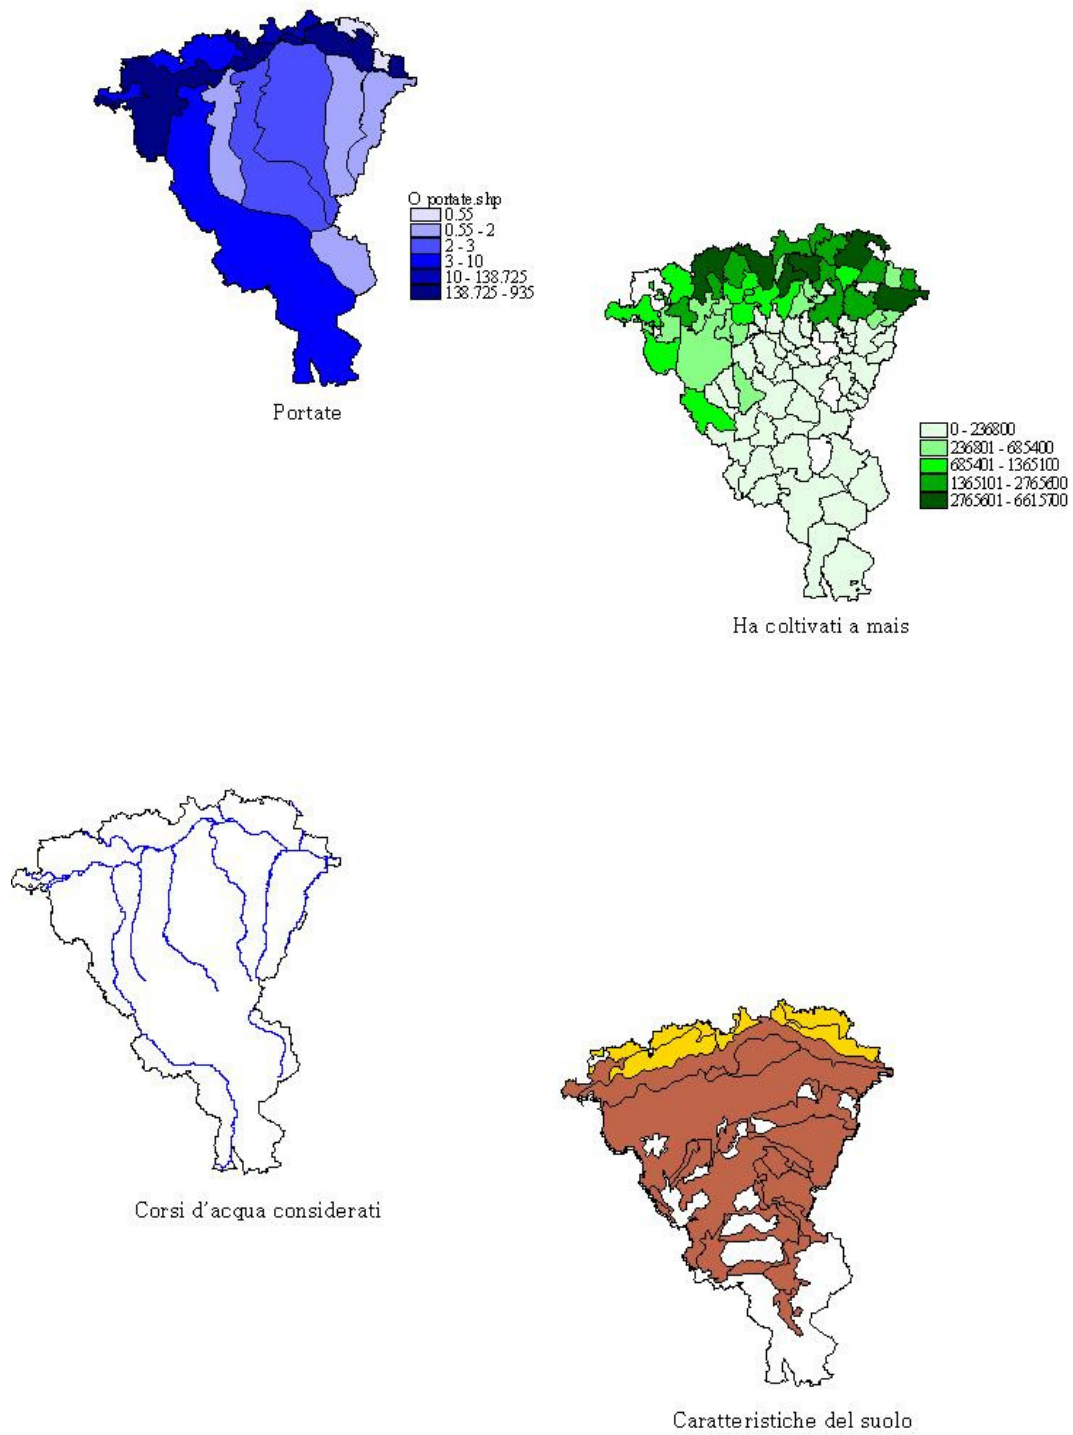 O_portate.shp
0.55
0.55 - 2
2 - 3
3 - 10
10 - 138.725
138.725 - 935
Portate
0 - 236800
236801 - 685400
685401 - 1365100
1365101 - 2765600
2765601 - 6615700
Ha coltivati a mais
Corsi d'acqua considerati
Caratteristiche del suolo